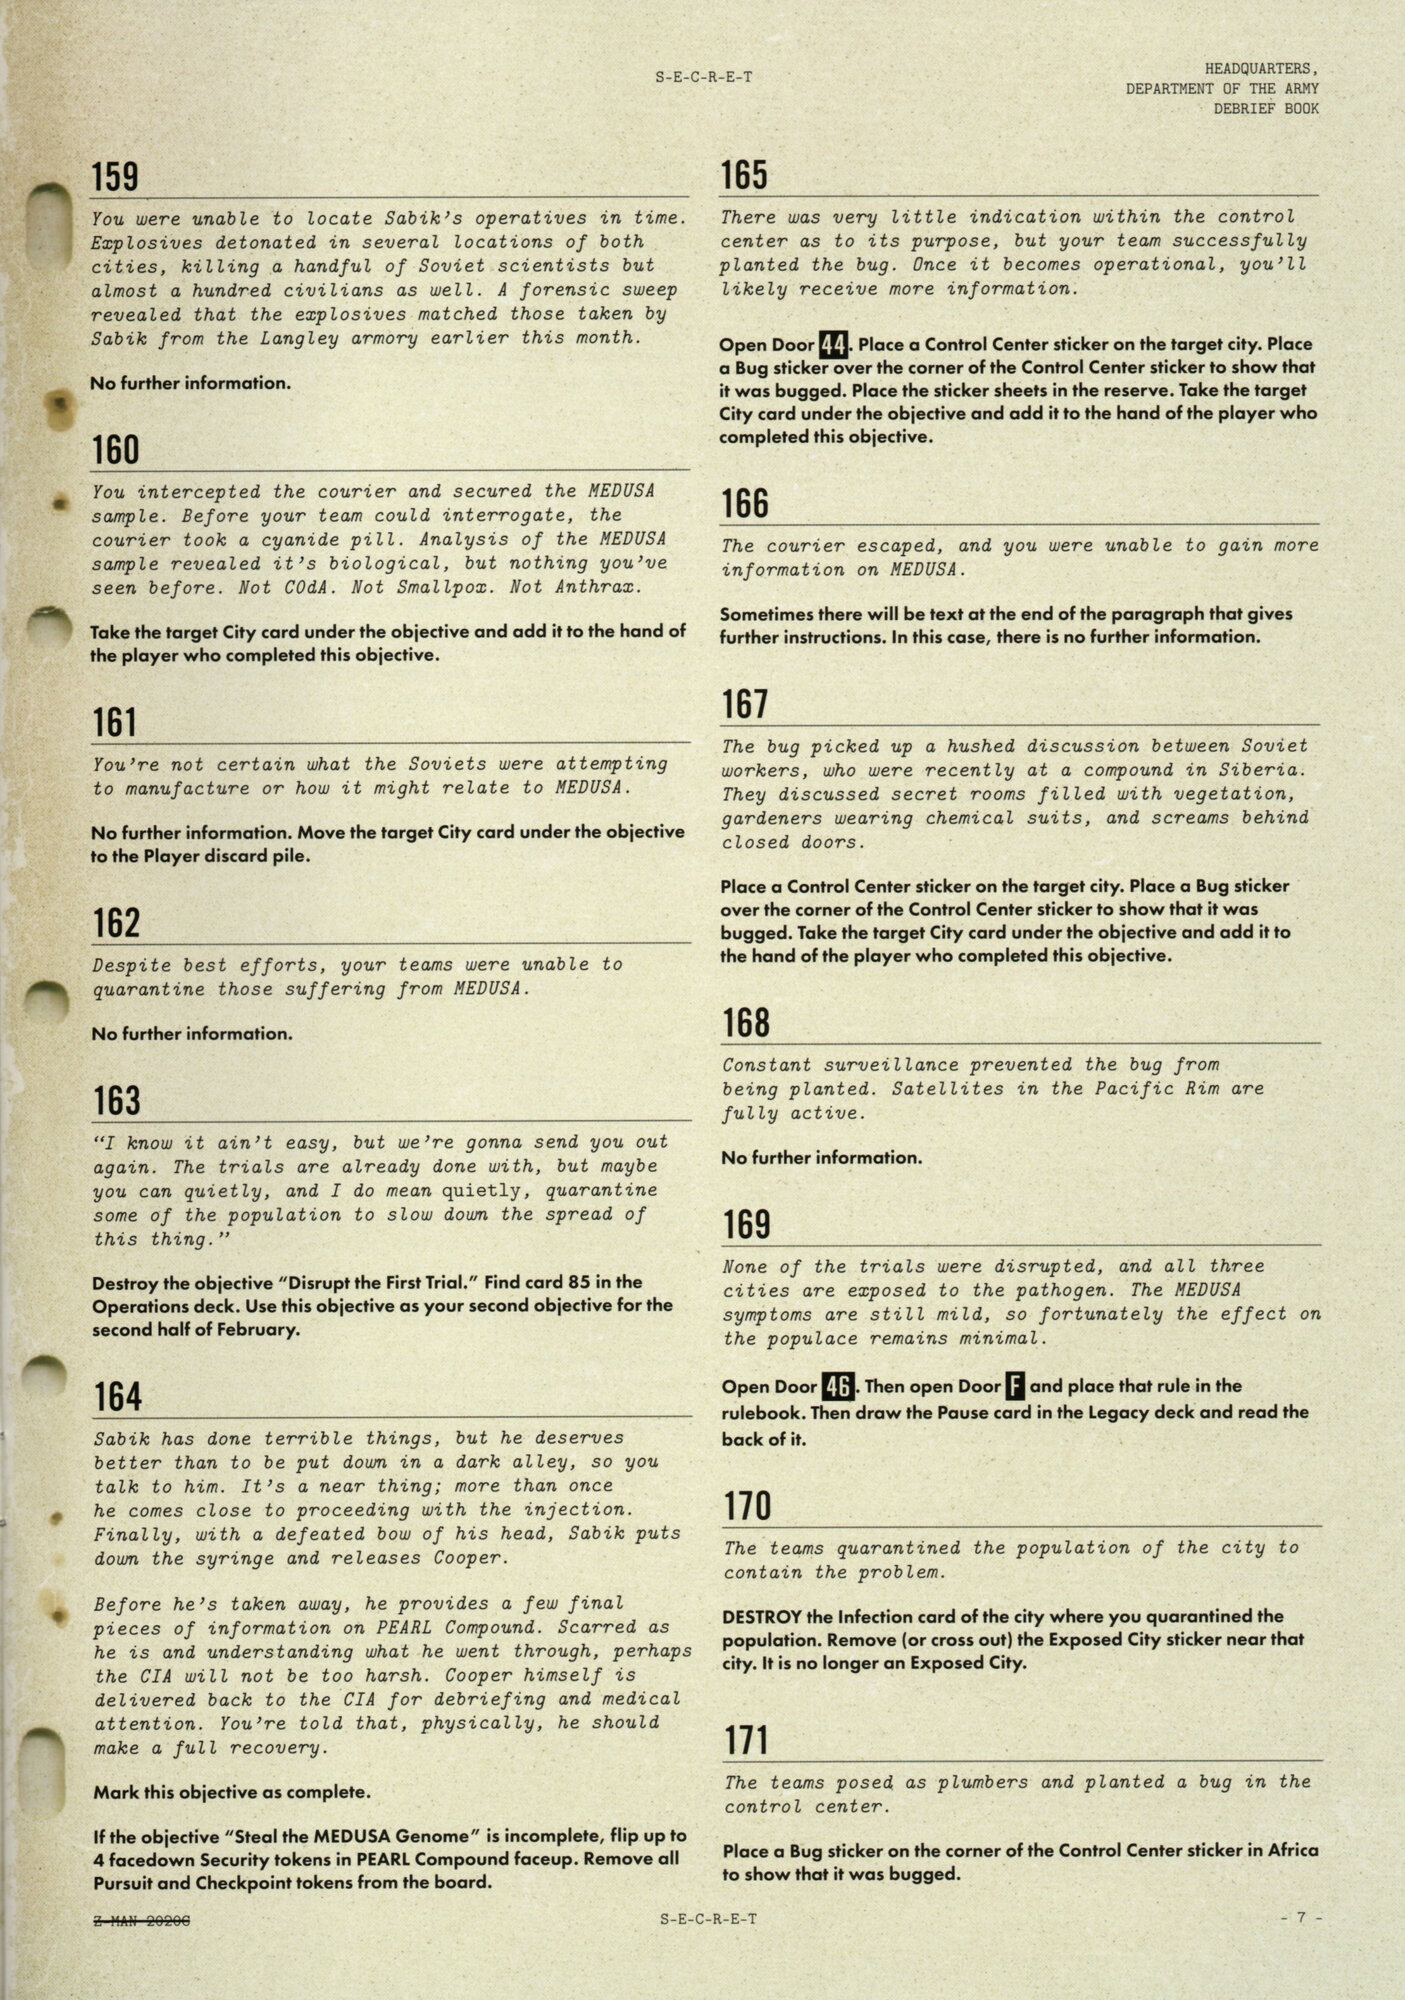 S-E-C-R-E-T
HEADQUARTERS,
DEPARTMENT OF THE ARMY
DEBRIEF BOOK
159
You were unable to locate Sabik's operatives in time.
Explosives detonated in several locations of both
cities, killing a handful of Soviet scientists but
almost a hundred civilians as well. A forensic sweep
revealed that the explosives matched those taken by
Sabik from the Langley armory earlier this month.
No further information.
160
You intercepted the courier and secured the MEDUSA
sample. Before your team could interrogate, the
courier took a cyanide pill. Analysis of the MEDUSA
sample revealed it's biological, but nothing you've
seen before. Not COdA. Not Smallpox. Not Anthrax.
Take the target City card under the objective and add it to the hand of
the player who completed this objective.
161
You're not certain what the Soviets were attempting
to manufacture or how it might relate to MEDUSA.
No further information. Move the target City card under the objective
to the Player discard pile.
162
Despite best efforts, your teams were unable to
quarantine those suffering from MEDUSA.
No further information.
163
“I know it ain't easy, but we're gonna send you out
again. The trials are already done with, but maybe
you can quietly, and I do mean quietly, quarantine
some of the population to slow down the spread of
this thing.”
Destroy the objective “Disrupt the First Trial.” Find card 85 in the
Operations deck. Use this objective as your second objective for the
second half of February.
164
Sabik has done terrible things, but he deserves
better than to be put down in a dark alley, so you
talk to him. It's a near thing; more than once
he comes close to proceeding with the injection.
Finally, with a defeated bow of his head, Sabik puts
down the syringe and releases Cooper.
Before he's taken away, he provides a few final
pieces of information on PEARL Compound. Scarred as
he is and understanding what he went through, perhaps
the CIA will not be too harsh. Cooper himself is
delivered back to the CIA for debriefing and medical
attention. You're told that, physically, he should
make a full recovery.
Mark this objective as complete.
If the objective “Steal the MEDUSA Genome” is incomplete, flip up to
4 facedown Security tokens in PEARL Compound faceup. Remove all
Pursuit and Checkpoint tokens from the board.
165
There was very little indication within the control
center as to its purpose, but your team successfully
planted the bug. Once it becomes operational, you'll
likely receive more information.
Open Door 44. Place a Control Center sticker on the target city. Place
a Bug sticker over the corner of the Control Center sticker to show that
it was bugged. Place the sticker sheets in the reserve. Take the target
City card under the objective and add it to the hand of the player who
completed this objective.
166
The courier escaped, and you were unable to gain more
information on MEDUSA.
Sometimes there will be text at the end of the paragraph that gives
further instructions. In this case, there is no further information.
167
The bug picked up a hushed discussion between Soviet
workers, who were recently at a compound in Siberia.
They discussed secret rooms filled with vegetation,
gardeners wearing chemical suits, and screams behind
closed doors.
Place a Control Center sticker on the target city. Place a Bug sticker
over the corner of the Control Center sticker to show that it was
bugged. Take the target City card under the objective and add it to
the hand of the player who completed this objective.
168
Constant surveillance prevented the bug from
being planted. Satellites in the Pacific Rim are
fully active.
No further information.
169
None of the trials were disrupted, and all three
cities are exposed to the pathogen. The MEDUSA
symptoms are still mild, so fortunately the effect on
the populace remains minimal.
Open Door 46. Then open Door F and place that rule in the
rulebook. Then draw the Pause card in the Legacy deck and read the
back of it.
170
The teams quarantined the population of the city to
contain the problem.
DESTROY the Infection card of the city where you quarantined the
population. Remove (or cross out) the Exposed City sticker near that
city. It is no longer an Exposed City.
171
The teams posed as plumbers and planted a bug in the
control center.
Place a Bug sticker on the corner of the Control Center sticker in Africa
to show that it was bugged.
Z-MAN 2020G
S-E-C-R-E-T
- 7 -